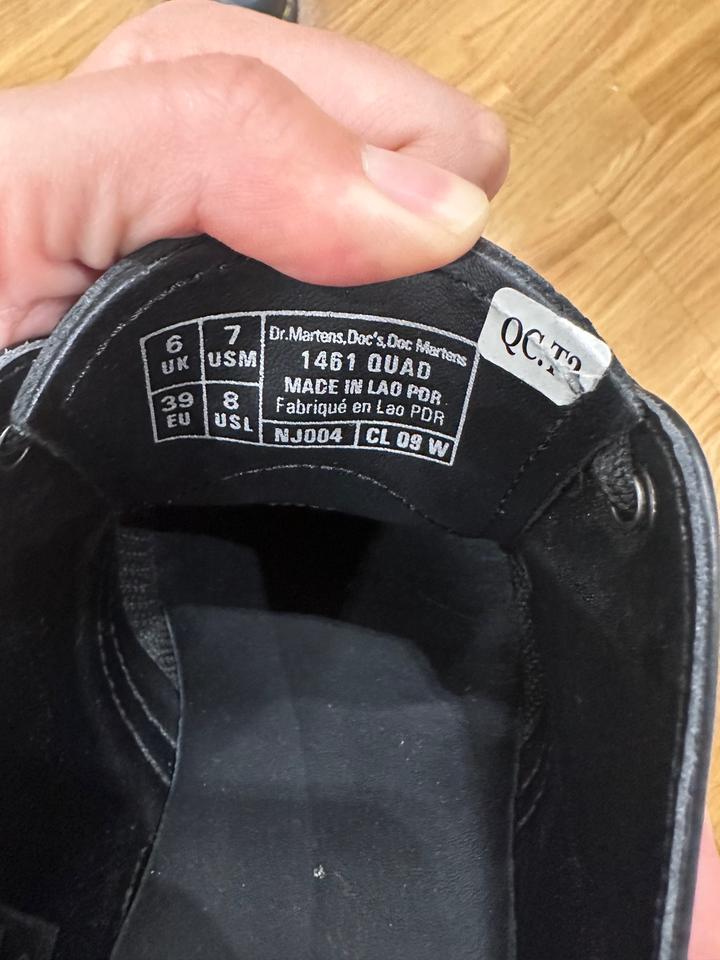 6
UK
7
USM
39
EU
8
USL
Dr.Martens,Doc's,Doc Martens
1461 QUAD
MADE IN LAO PDR
Fabriqué en Lao PDR
NJ004
CL 09 W